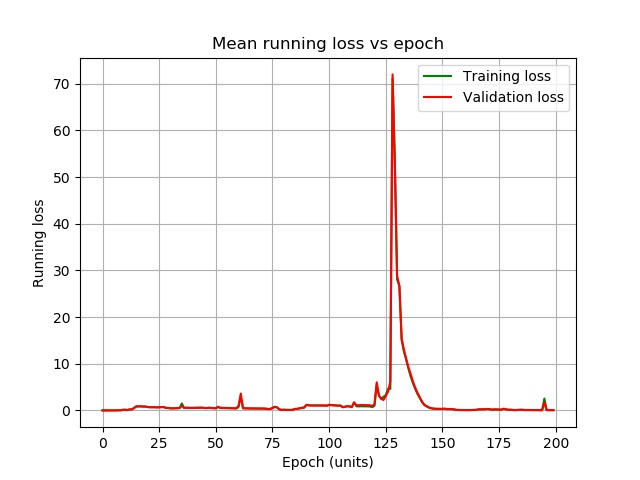 Mean running loss vs epoch
Training loss
Validation loss
70
60
50
40
30
20
10
0
Running loss
0 25 50 75 100 125 150 175 200
Epoch (units)